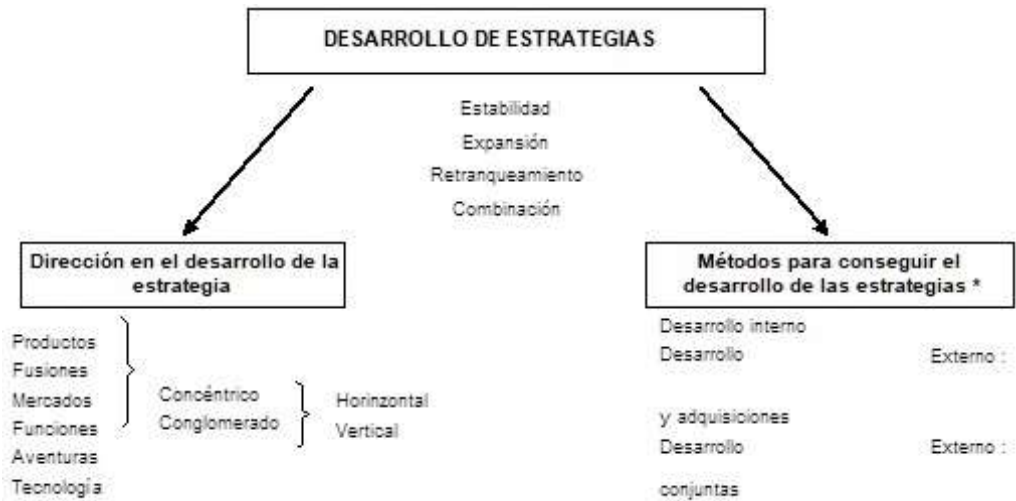 DESARROLLO DE ESTRATEGIAS
Estabilidad
Expansión
Retranqueamiento
Combinación
Dirección en el desarrollo de la
estrategia
Productos
Fusiones
Mercados
Funciones
Aventuras
Tecnología
Concéntrico
Conglomerado
Horinzontal
Vertical
Métodos para conseguir el
desarrollo de las estrategias *
Desarrollo interno
Desarrollo Externo :
y adquisiciones
Desarrollo Externo :
conjuntas